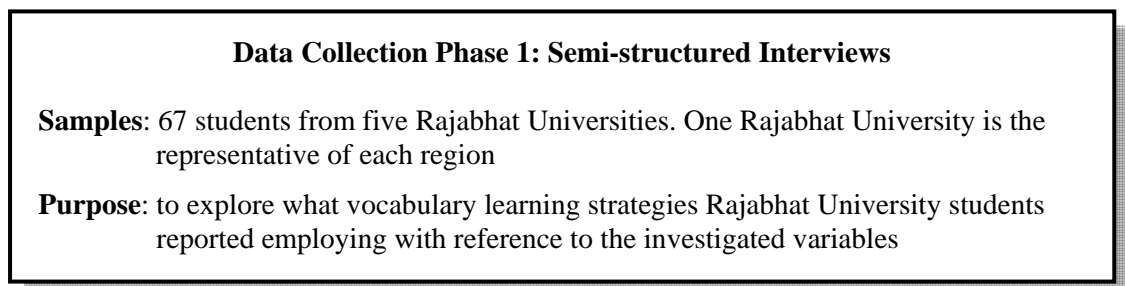 Data Collection Phase 1: Semi-structured Interviews
Samples: 67 students from five Rajabhat Universities. One Rajabhat University is the
representative of each region
Purpose: to explore what vocabulary learning strategies Rajabhat University students
reported employing with reference to the investigated variables